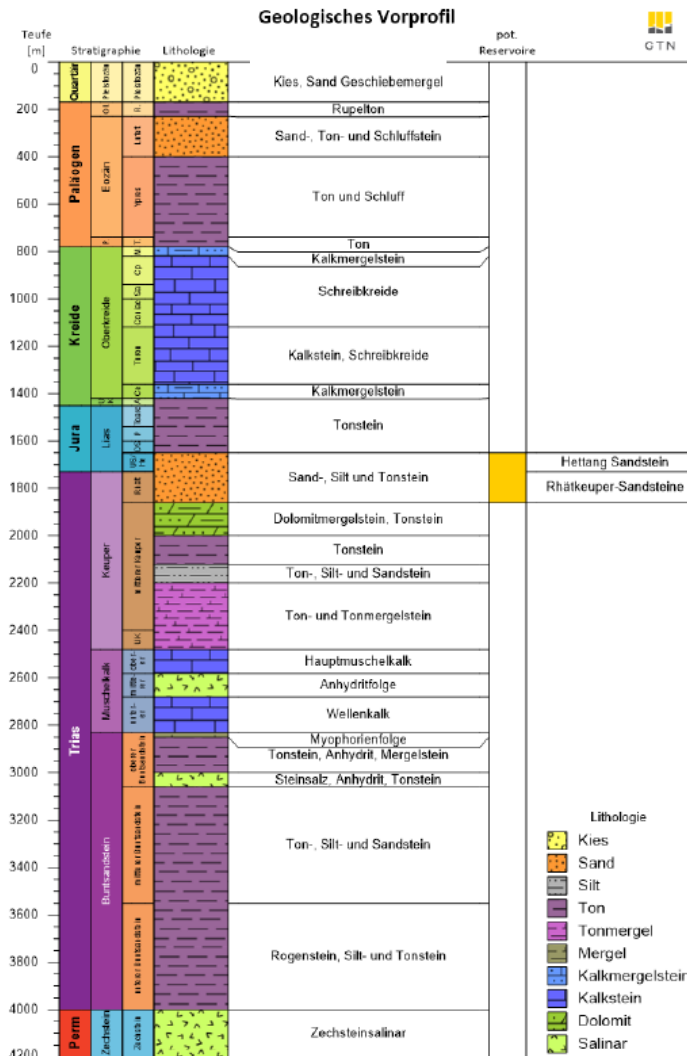 Geologisches Vorprofil
GTN
Teufe
[m]
Stratigraphie
Lithologie
pot.
Reservoire
0
200
400
600
800
1000
1200
1400
1600
1800
2000
2200
2400
2600
2800
3000
3200
3400
3600
3800
4000
4200
Quartär
Paläogen
Kreide
Jura
Trias
Perm
Eozän
Oberkreide
Lias
Keuper
Muschelkalk
Buntsandstein
Zechstein
Kies, Sand Geschiebemergel
Rupelton
Sand-, Ton- und Schluffstein
Ton und Schluff
Ton
Kalkmergelstein
Schreibkreide
Kalkstein, Schreibkreide
Kalkmergelstein
Tonstein
Sand-, Silt und Tonstein
Dolomitmergelstein, Tonstein
Tonstein
Ton-, Silt- und Sandstein
Ton- und Tonmergelstein
Hauptmuschelkalk
Anhydritfolge
Wellenkalk
Myophorienfolge
Tonstein, Anhydrit, Mergelstein
Steinsalz, Anhydrit, Tonstein
Ton-, Silt- und Sandstein
Rogenstein, Silt- und Tonstein
Zechsteinsalinar
Hettang Sandstein
Rhätkeuper-Sandsteine
Lithologie
Kies
Sand
Silt
Ton
Tonmergel
Mergel
Kalkmergelstein
Kalkstein
Dolomit
Salinar